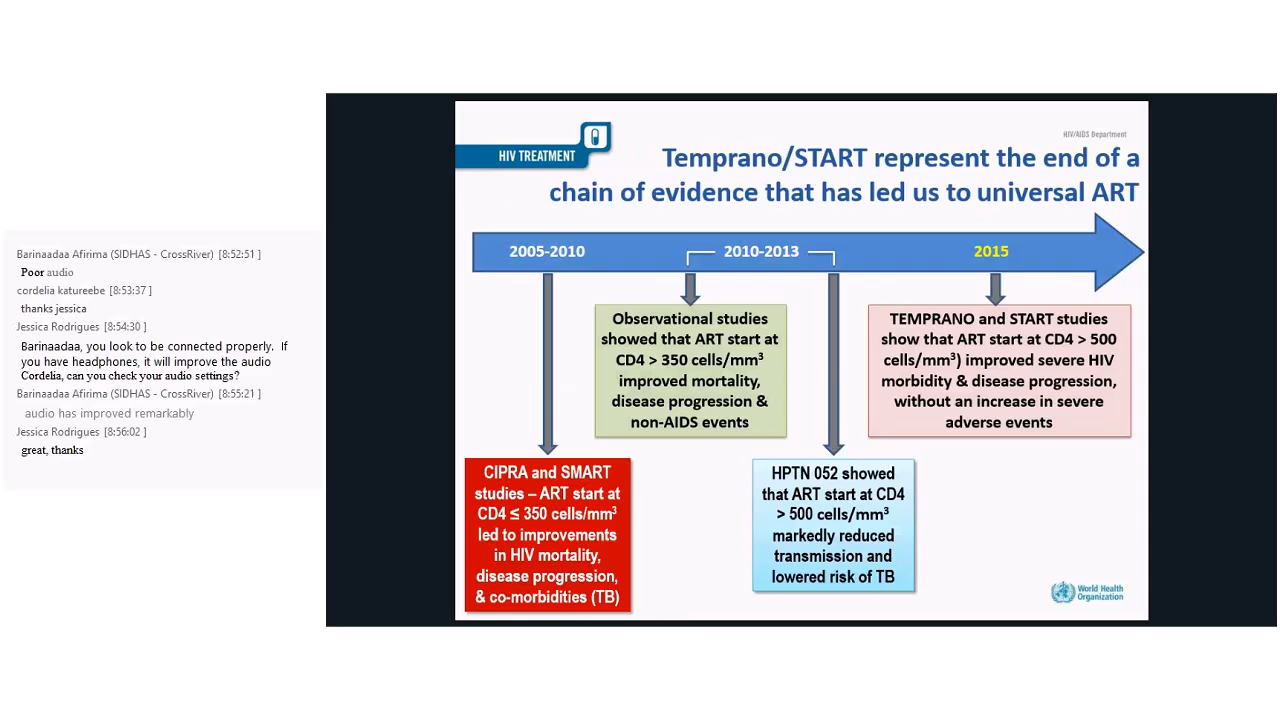 Barinaadaa Afirima (SIDHAS - CrossRiver) [8:52:51 ]
Poor audio
cordelia katureebe [8:53:37 ]
thanks jessica
Jessica Rodrigues [8:54:30 ]
Barinaadaa, you look to be connected properly. If
you have headphones, it will improve the audio
Cordelia, can you check your audio settings?
Barinaadaa Afirima (SIDHAS - CrossRiver) [8:55:21 ]
audio has improved remarkably
Jessica Rodrigues [8:56:02 ]
great, thanks
HIV/AIDS Department
HIV TREATMENT
Temprano/START represent the end of a
chain of evidence that has led us to universal ART
2005-2010
2010-2013
2015
Observational studies
showed that ART start at
CD4 > 350 cells/mm³
improved mortality,
disease progression &
non-AIDS events
TEMPRANO and START studies
show that ART start at CD4 > 500
cells/mm³) improved severe HIV
morbidity & disease progression,
without an increase in severe
adverse events
CIPRA and SMART
studies – ART start at
CD4 ≤ 350 cells/mm³
led to improvements
in HIV mortality,
disease progression,
& co-morbidities (TB)
HPTN 052 showed
that ART start at CD4
> 500 cells/mm³
markedly reduced
transmission and
lowered risk of TB
World Health
Organization